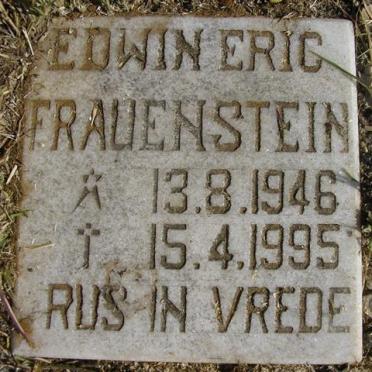 EDWIN ERIC
FRAUENSTEIN
13.8.1946
† 15.4.1995
RUS IN VREDE